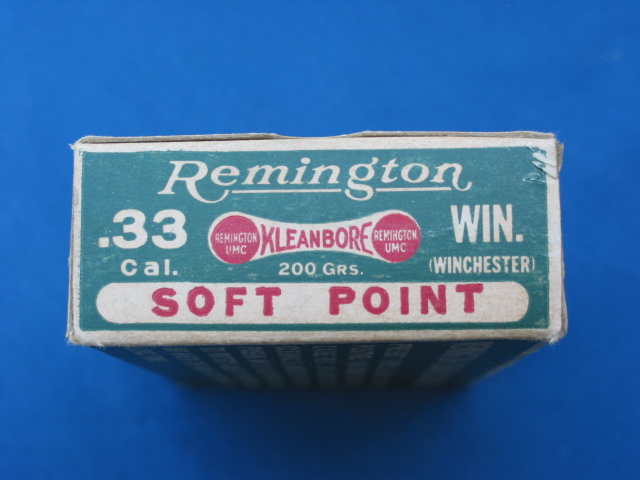 Remington
.33 Cal.
REMINGTON UMC
KLEANBORE
REMINGTON UMC
200 GRS.
WIN.
(WINCHESTER)
SOFT POINT